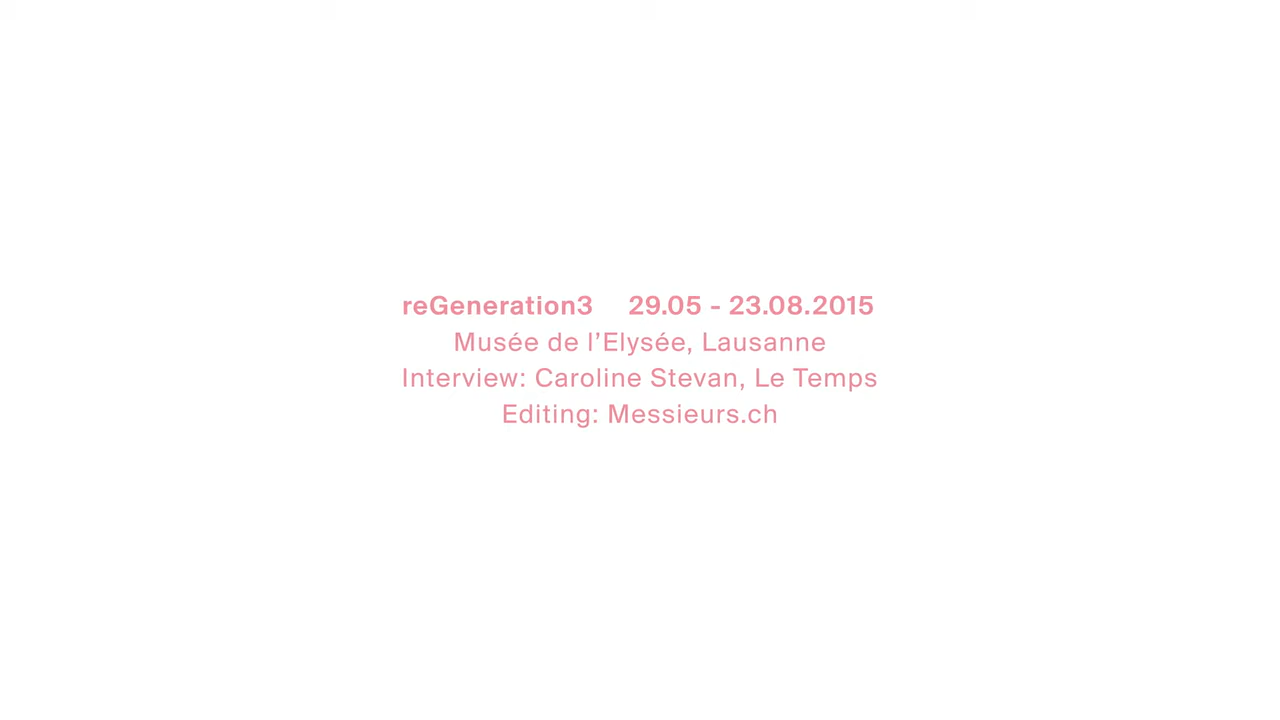 reGeneration3 29.05 - 23.08.2015
Musée de l’Elysée, Lausanne
Interview: Caroline Stevan, Le Temps
Editing: Messieurs.ch